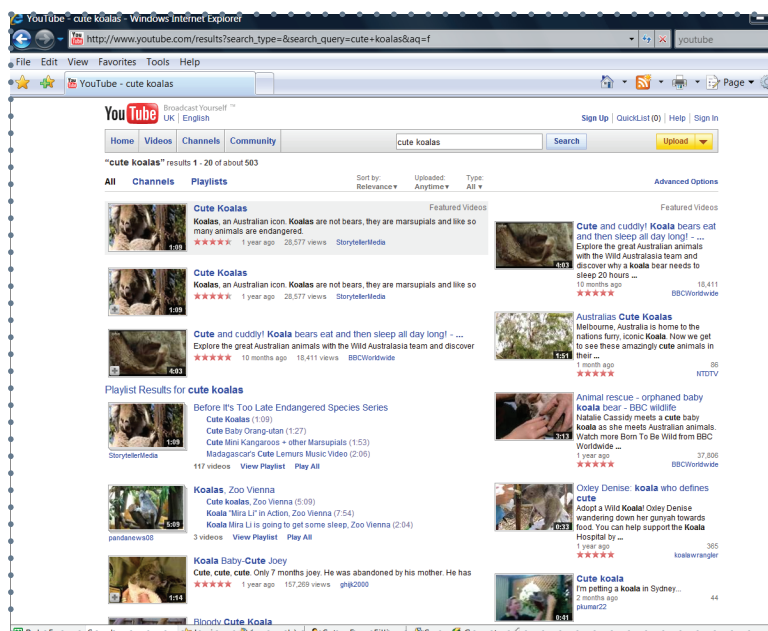 YouTube - cute koalas - Windows Internet Explorer
http://www.youtube.com/results?search_type=&search_query=cute+koalas&aq=f
youtube
File Edit View Favorites Tools Help
YouTube - cute koalas
Page
YouTube Broadcast Yourself ™
UK | English
Sign Up | QuickList (0) | Help | Sign In
Home Videos Channels Community
cute koalas
Search
Upload
"cute koalas" results 1 - 20 of about 503
All Channels Playlists
Sort by: Relevance
Uploaded: Anytime
Type: All
Advanced Options
Cute Koalas
Featured Videos
Koalas, an Australian icon. Koalas are not bears, they are marsupials and like so
many animals are endangered.
1:09
1 year ago 28,577 views StorytellerMedia
Cute Koalas
Koalas, an Australian icon. Koalas are not bears, they are marsupials and like so
1 year ago 28,577 views StorytellerMedia
1:09
Cute and cuddly! Koala bears eat and then sleep all day long! - ...
Explore the great Australian animals with the Wild Australasia team and discover
10 months ago 18,411 views BBCWorldwide
4:03
Playlist Results for cute koalas
Before It's Too Late Endangered Species Series
Cute Koalas (1:09)
Cute Baby Orang-utan (1:27)
Cute Mini Kangaroos + other Marsupials (1:53)
Madagascar's Cute Lemurs Music Video (2:06)
117 videos View Playlist Play All
1:09
StorytellerMedia
Koalas, Zoo Vienna
Cute koalas, Zoo Vienna (5:09)
Koala "Mira Li" in Action, Zoo Vienna (7:54)
Koala Mira Li is going to get some sleep, Zoo Vienna (2:04)
3 videos View Playlist Play All
5:09
pandanews08
Koala Baby-Cute Joey
Cute, cute, cute. Only 7 months joey. He was abandoned by his mother. He has
1 year ago 157,269 views ghijk2000
1:14
Bloody Cute Koala
Featured Videos
Cute and cuddly! Koala bears eat
and then sleep all day long! - ...
Explore the great Australian animals
with the Wild Australasia team and
discover why a koala bear needs to
sleep 20 hours ...
10 months ago 18,411
BBCWorldwide
4:03
Australias Cute Koalas
Melbourne, Australia is home to the
nations furry, iconic Koala. Now we get
to see these amazingly cute animals in
their ...
1 month ago 86
NTDTV
1:51
Animal rescue - orphaned baby
koala bear - BBC wildlife
Natalie Cassidy meets a cute baby
koala as she meets Australian animals.
Watch more Born To Be Wild from BBC
Worldwide ...
1 year ago 37,806
BBCWorldwide
3:13
Oxley Denise: koala who defines
cute
Adopt a Wild Koala! Oxley Denise
wandering down her gunyah towards
food. You can help support the Koala
Hospital by ...
1 year ago 365
koalawrangler
0:33
Cute koala
I'm petting a koala in Sydney...
2 months ago 44
pkumar22
0:41